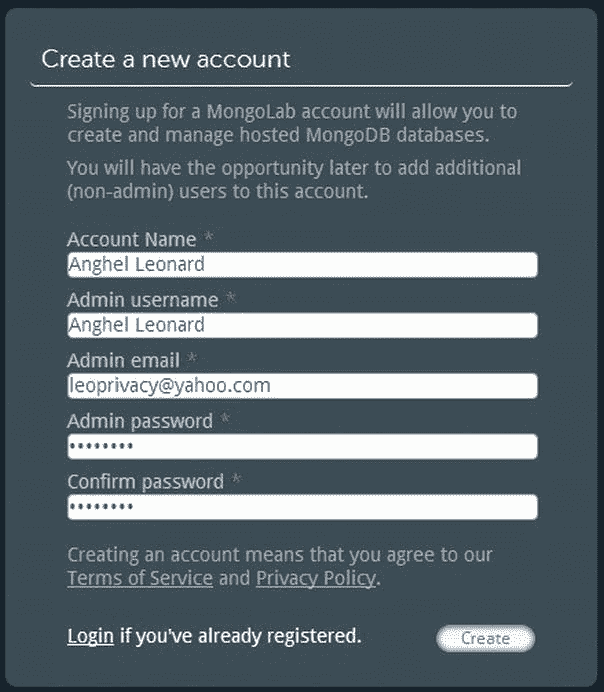 Create a new account
Signing up for a MongoLab account will allow you to
create and manage hosted MongoDB databases.
You will have the opportunity later to add additional
(non-admin) users to this account.
Account Name *
Anghel Leonard
Admin username *
Anghel Leonard
Admin email *
leoprivacy@yahoo.com
Admin password *
••••••••
Confirm password *
••••••••
Creating an account means that you agree to our
Terms of Service and Privacy Policy.
Login if you've already registered.
Create